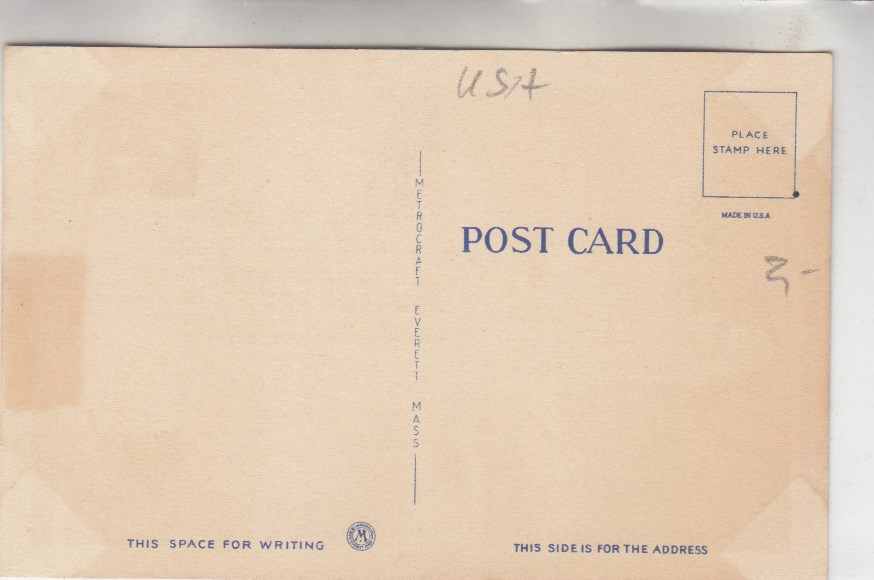 USA
PLACE
STAMP HERE
MADE IN U.S.A
METROCRAFT EVERETT MASS
POST CARD
3-
THIS SPACE FOR WRITING
M
THIS SIDE IS FOR THE ADDRESS